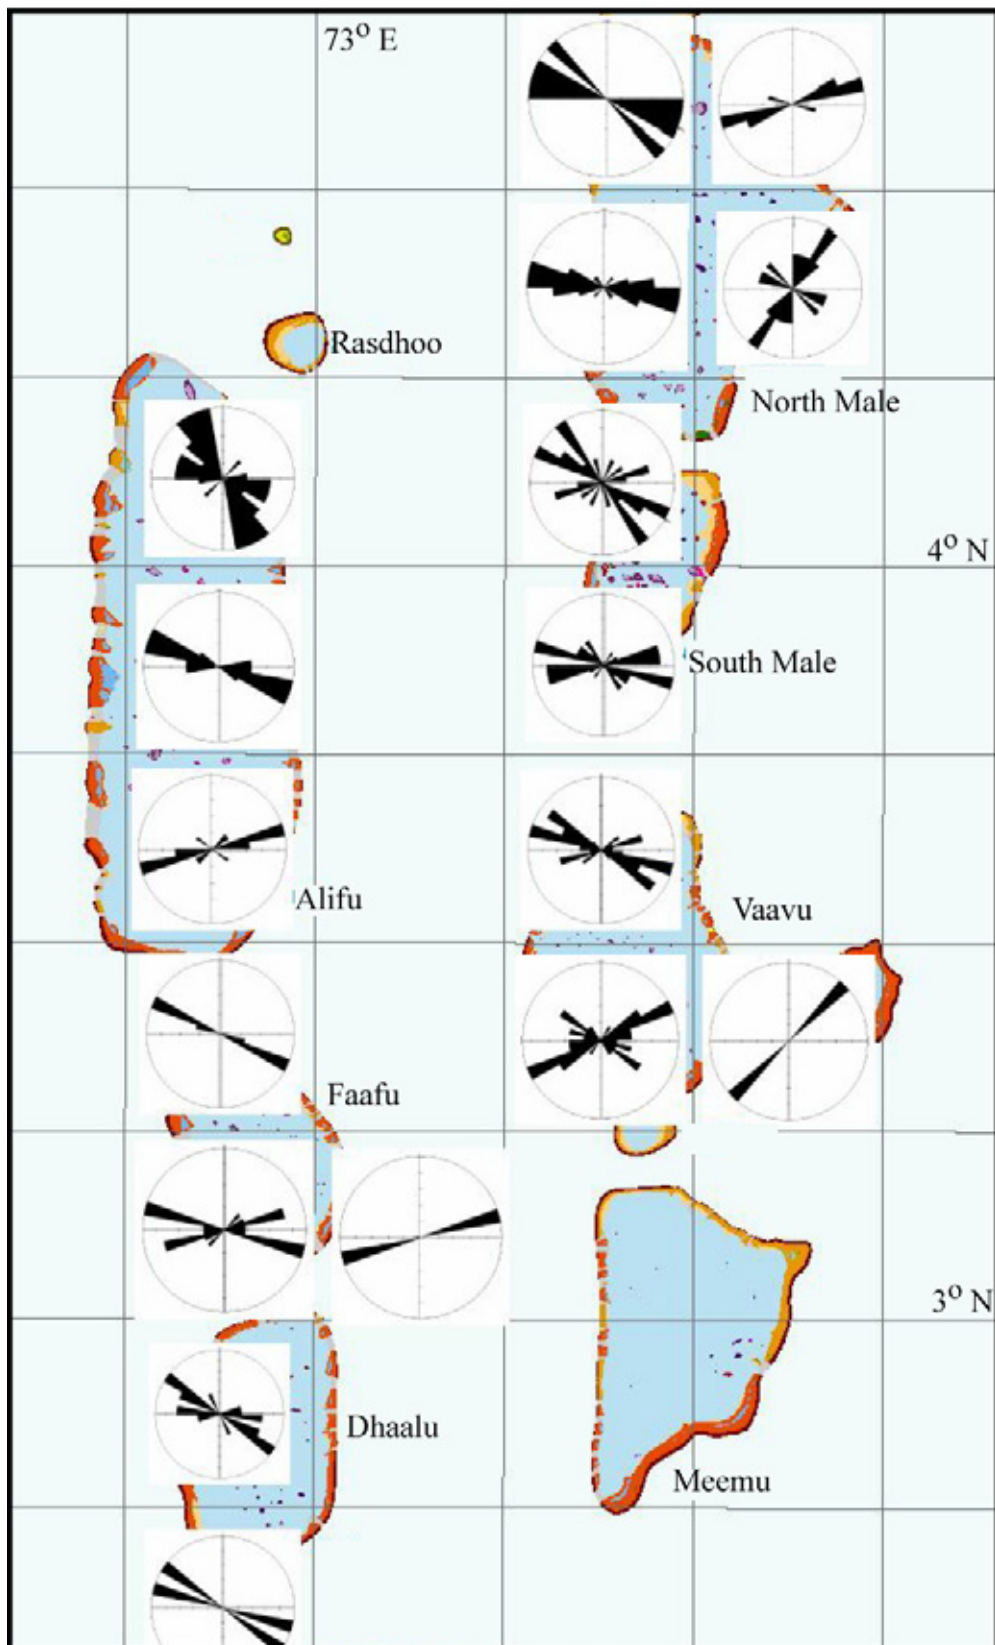 73° E
Rasdhoo
North Male
4° N
South Male
Alifu
Vaavu
Faafu
3° N
Dhaalu
Meemu